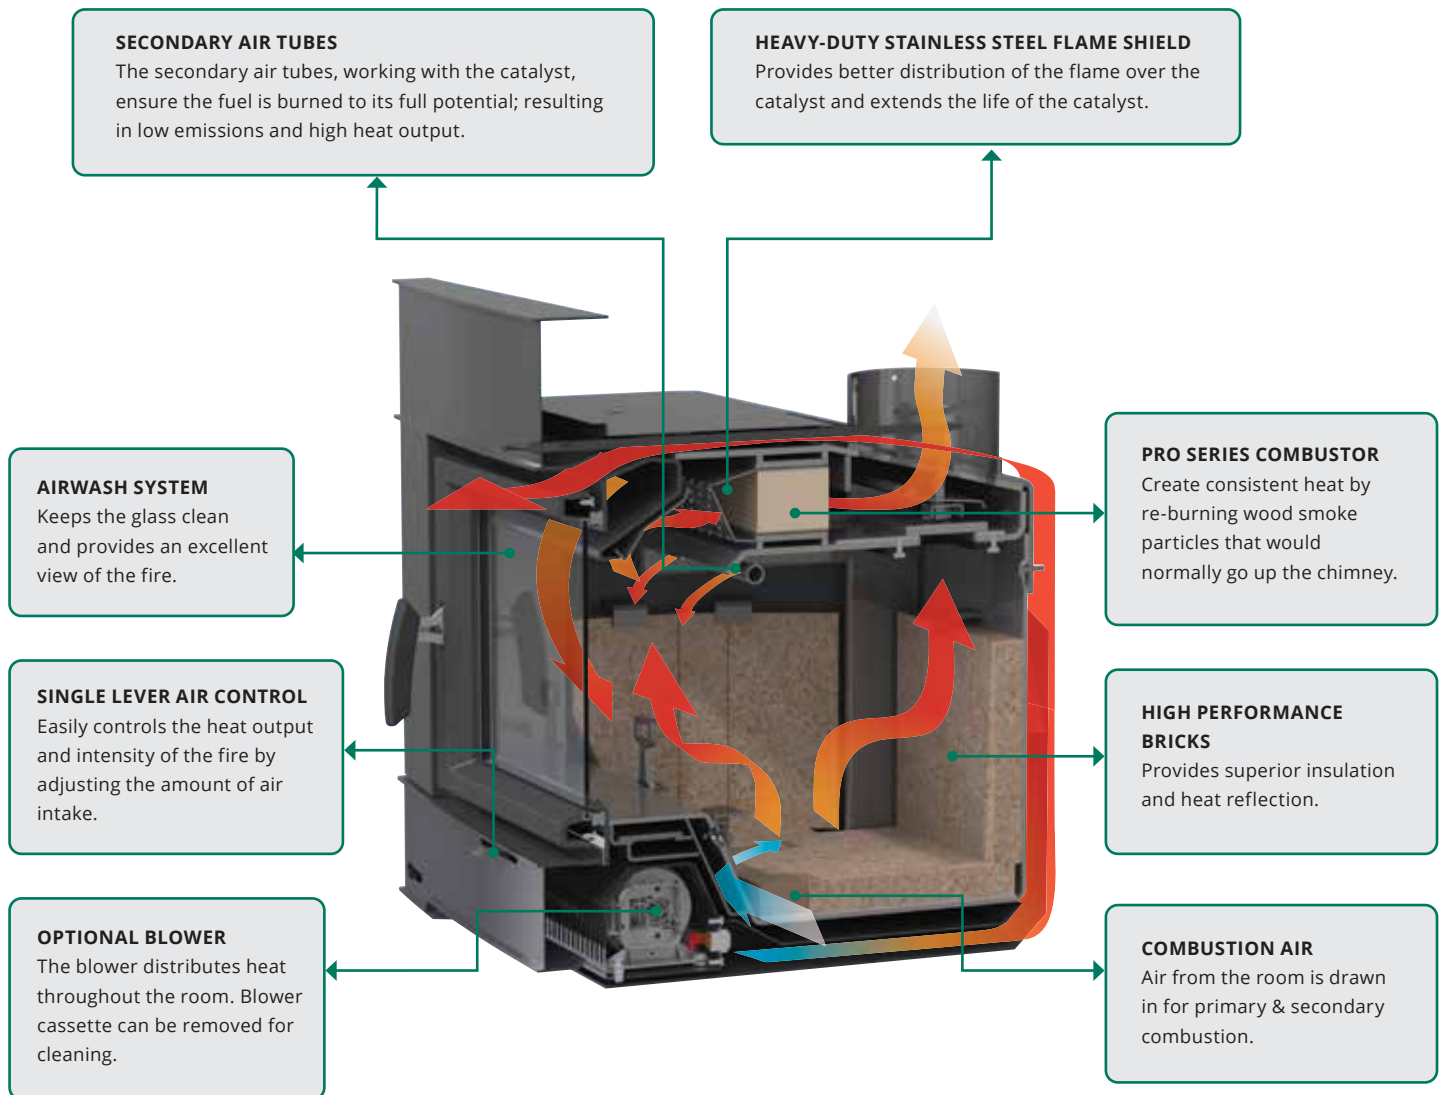 SECONDARY AIR TUBES
The secondary air tubes, working with the catalyst,
ensure the fuel is burned to its full potential; resulting
in low emissions and high heat output.
HEAVY-DUTY STAINLESS STEEL FLAME SHIELD
Provides better distribution of the flame over the
catalyst and extends the life of the catalyst.
AIRWASH SYSTEM
Keeps the glass clean
and provides an excellent
view of the fire.
PRO SERIES COMBUSTOR
Create consistent heat by
re-burning wood smoke
particles that would
normally go up the chimney.
SINGLE LEVER AIR CONTROL
Easily controls the heat output
and intensity of the fire by
adjusting the amount of air
intake.
HIGH PERFORMANCE
BRICKS
Provides superior insulation
and heat reflection.
OPTIONAL BLOWER
The blower distributes heat
throughout the room. Blower
cassette can be removed for
cleaning.
COMBUSTION AIR
Air from the room is drawn
in for primary & secondary
combustion.